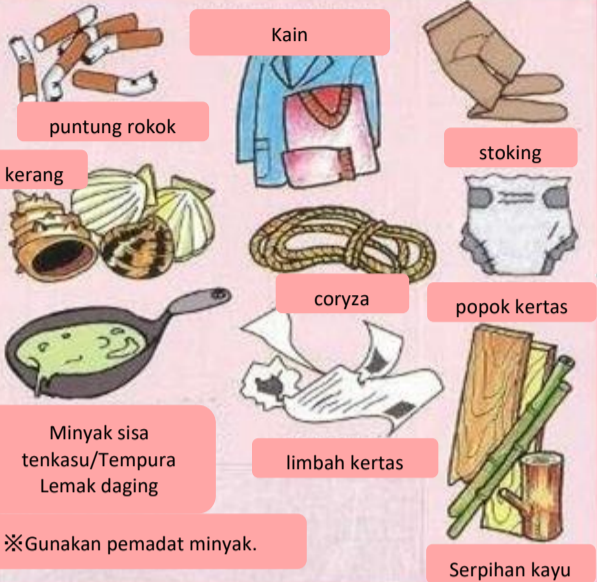 Kain
puntung rokok
stoking
kerang
coryza
popok kertas
Minyak sisa
tenkasu/Tempura
Lemak daging
limbah kertas
※Gunakan pemadat minyak.
Serpihan kayu